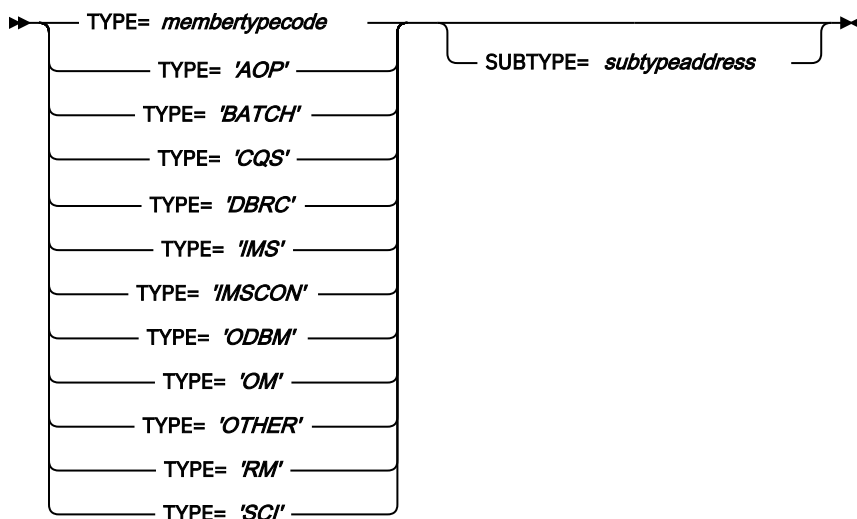 TYPE= membertypecode
SUBTYPE= subtypeaddress
TYPE= 'AOP'
TYPE= 'BATCH'
TYPE= 'CQS'
TYPE= 'DBRC'
TYPE= 'IMS'
TYPE= 'IMSCON'
TYPE= 'ODBM'
TYPE= 'OM'
TYPE= 'OTHER'
TYPE= 'RM'
TYPE= 'SCI'